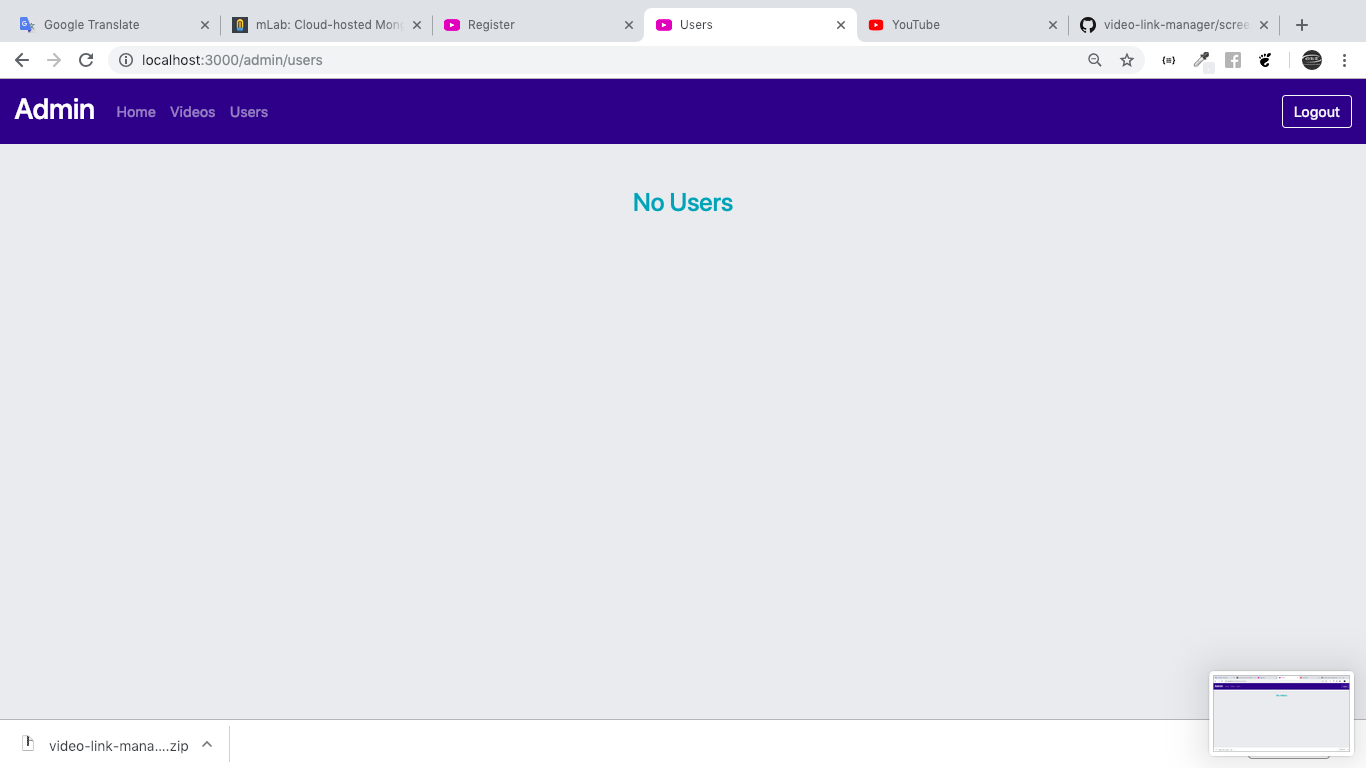 Google Translate
mLab: Cloud-hosted Mon
Register
Users
YouTube
video-link-manager/scree
localhost:3000/admin/users
Admin
Home
Videos
Users
Logout
No Users
video-link-mana....zip